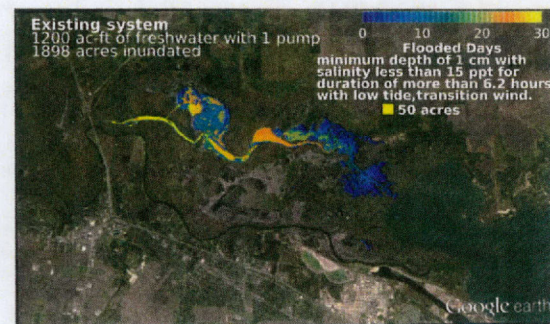 Existing system
1200 ac-ft of freshwater with 1 pump
1898 acres inundated
0 10 20 30
Flooded Days
minimum depth of 1 cm with
salinity less than 15 ppt for
duration of more than 6.2 hours
with low tide,transition wind.
50 acres
Google earth